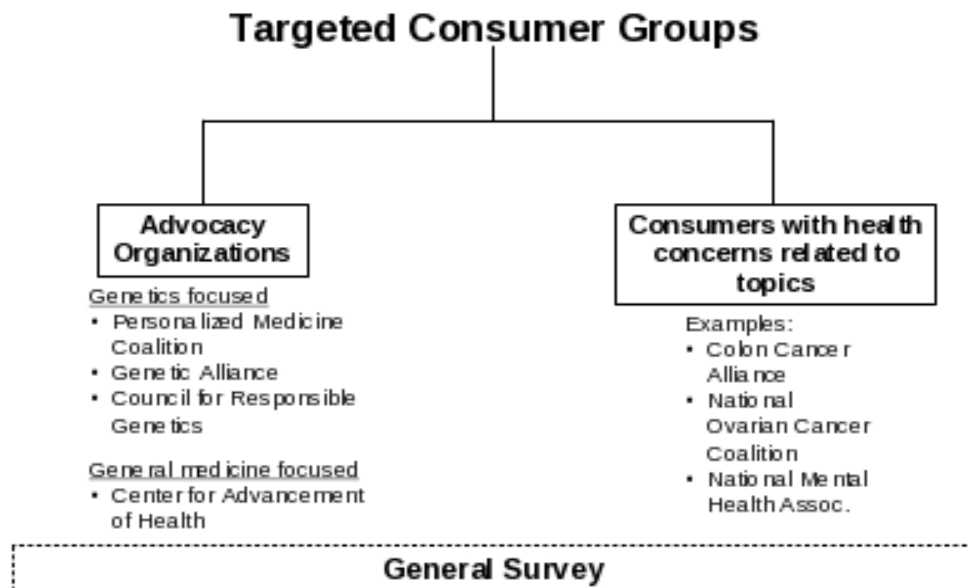 Targeted Consumer Groups
Advocacy
Organizations
Genetics focused
• Personalized Medicine
Coalition
• Genetic Alliance
• Council for Responsible
Genetics
General medicine focused
• Center for Advancement
of Health
Consumers with health
concerns related to
topics
Examples:
• Colon Cancer
Alliance
• National
Ovarian Cancer
Coalition
• National Mental
Health Assoc.
General Survey